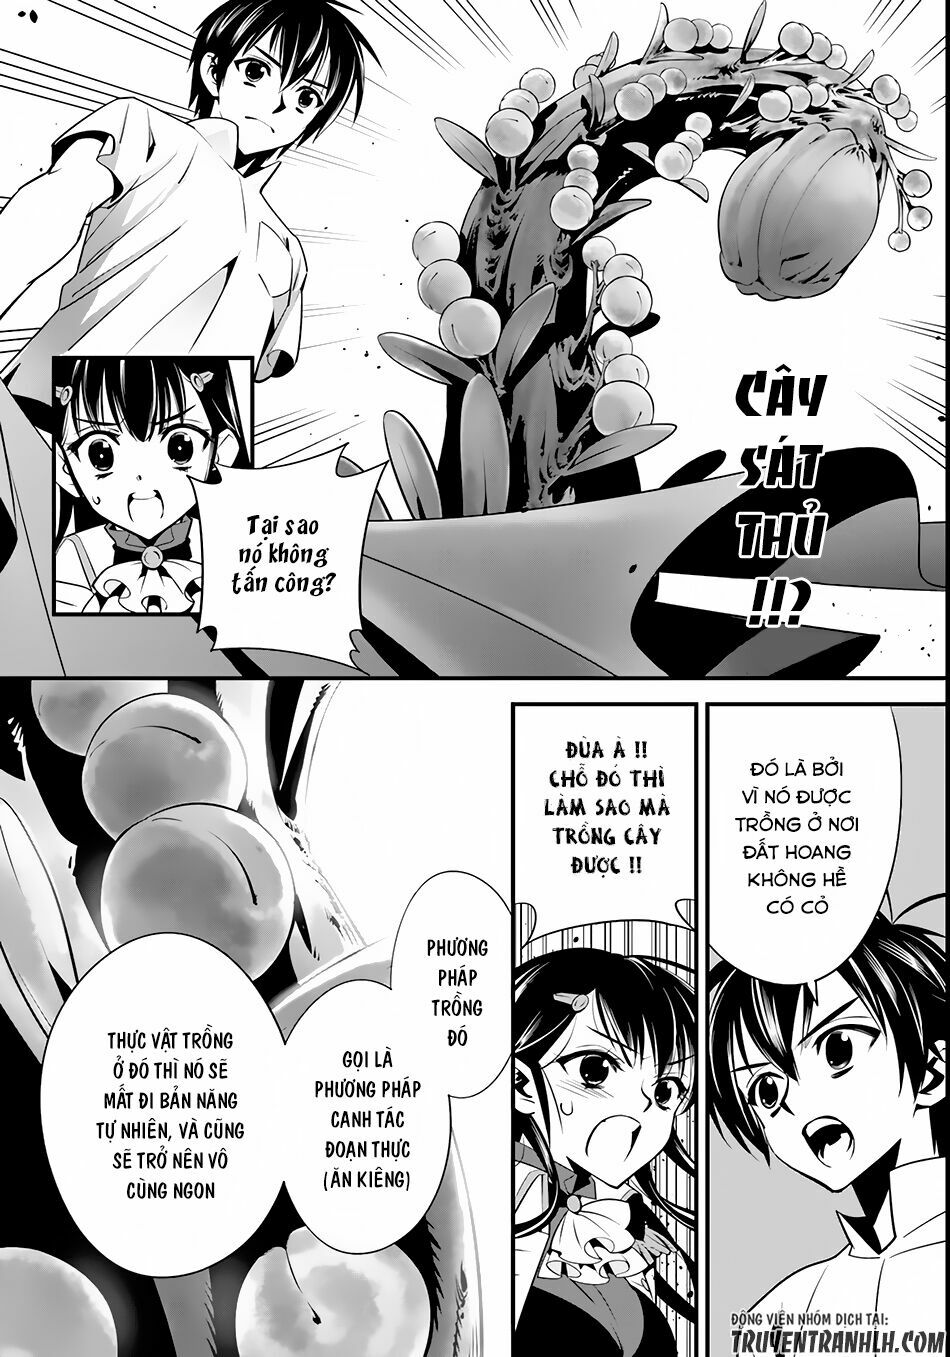 CÂY
SÁT
THỦ
!!?
Tại sao
nó không
tấn công?
ĐÓ LÀ BỞI
VÌ NÓ ĐƯỢC
TRỒNG Ở NƠI
ĐẤT HOANG
KHÔNG HỀ
CÓ CỎ
ĐÙA À !!
CHỖ ĐÓ THÌ
LÀM SAO MÀ
TRỒNG CÂY
ĐƯỢC !!
PHƯƠNG
PHÁP
TRỒNG
ĐÓ
GỌI LÀ
PHƯƠNG PHÁP
CANH TÁC
ĐOẠN THỰC
(ĂN KIÊNG)
THỰC VẬT TRỒNG
Ở ĐÓ THÌ NÓ SẼ
MẤT ĐI BẢN NĂNG
TỰ NHIÊN, VÀ CŨNG
SẼ TRỞ NÊN VÔ
CÙNG NGON
ĐỘNG VIÊN NHÓM DỊCH TẠI:
TRUYENTRANHLH.COM